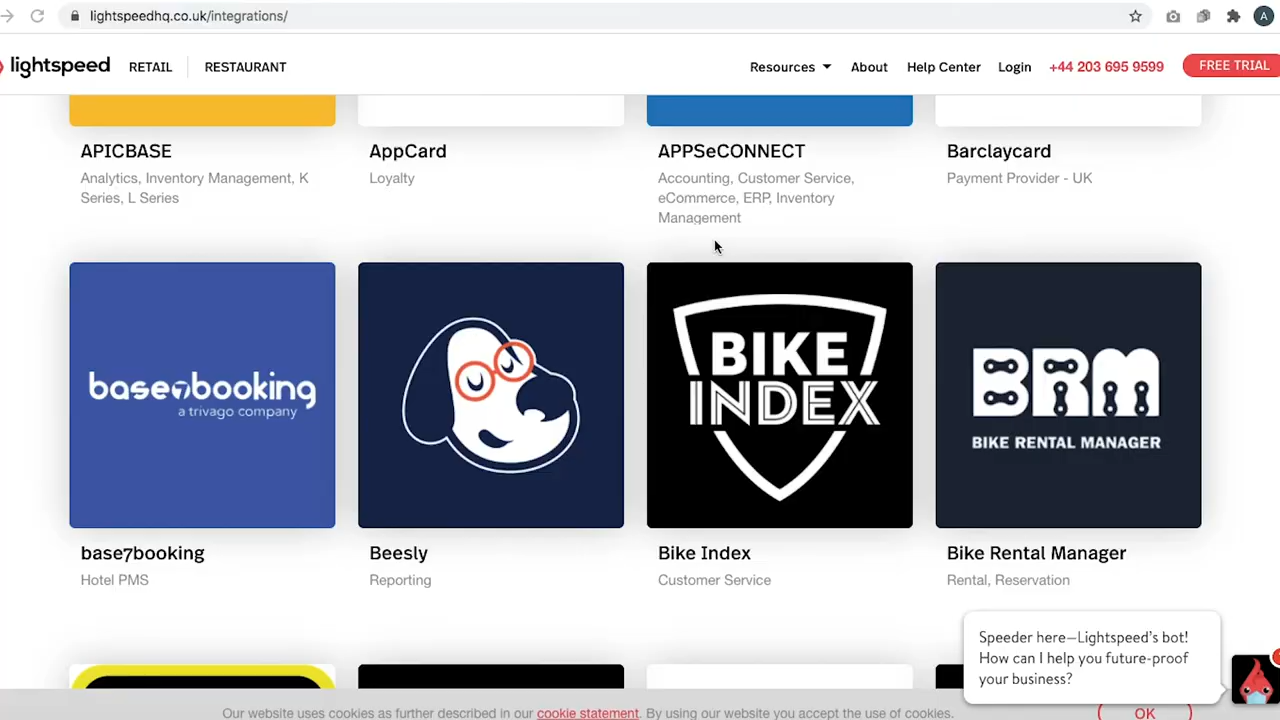 lightspeedhq.co.uk/integrations/
A
lightspeed RETAIL RESTAURANT Resources About Help Center Login +44 203 695 9599 FREE TRIAL
APICBASE
Analytics, Inventory Management, K
Series, L Series
AppCard
Loyalty
APPSeCONNECT
Accounting, Customer Service,
eCommerce, ERP, Inventory
Management
Barclaycard
Payment Provider - UK
base7booking
a trivago company
BIKE
INDEX
BRM
BIKE RENTAL MANAGER
base7booking
Hotel PMS
Beesly
Reporting
Bike Index
Customer Service
Bike Rental Manager
Rental, Reservation
Speeder here—Lightspeed's bot!
How can I help you future-proof
your business?
Our website uses cookies as further described in our cookie statement. By using our website you accept the use of cookies.
OK